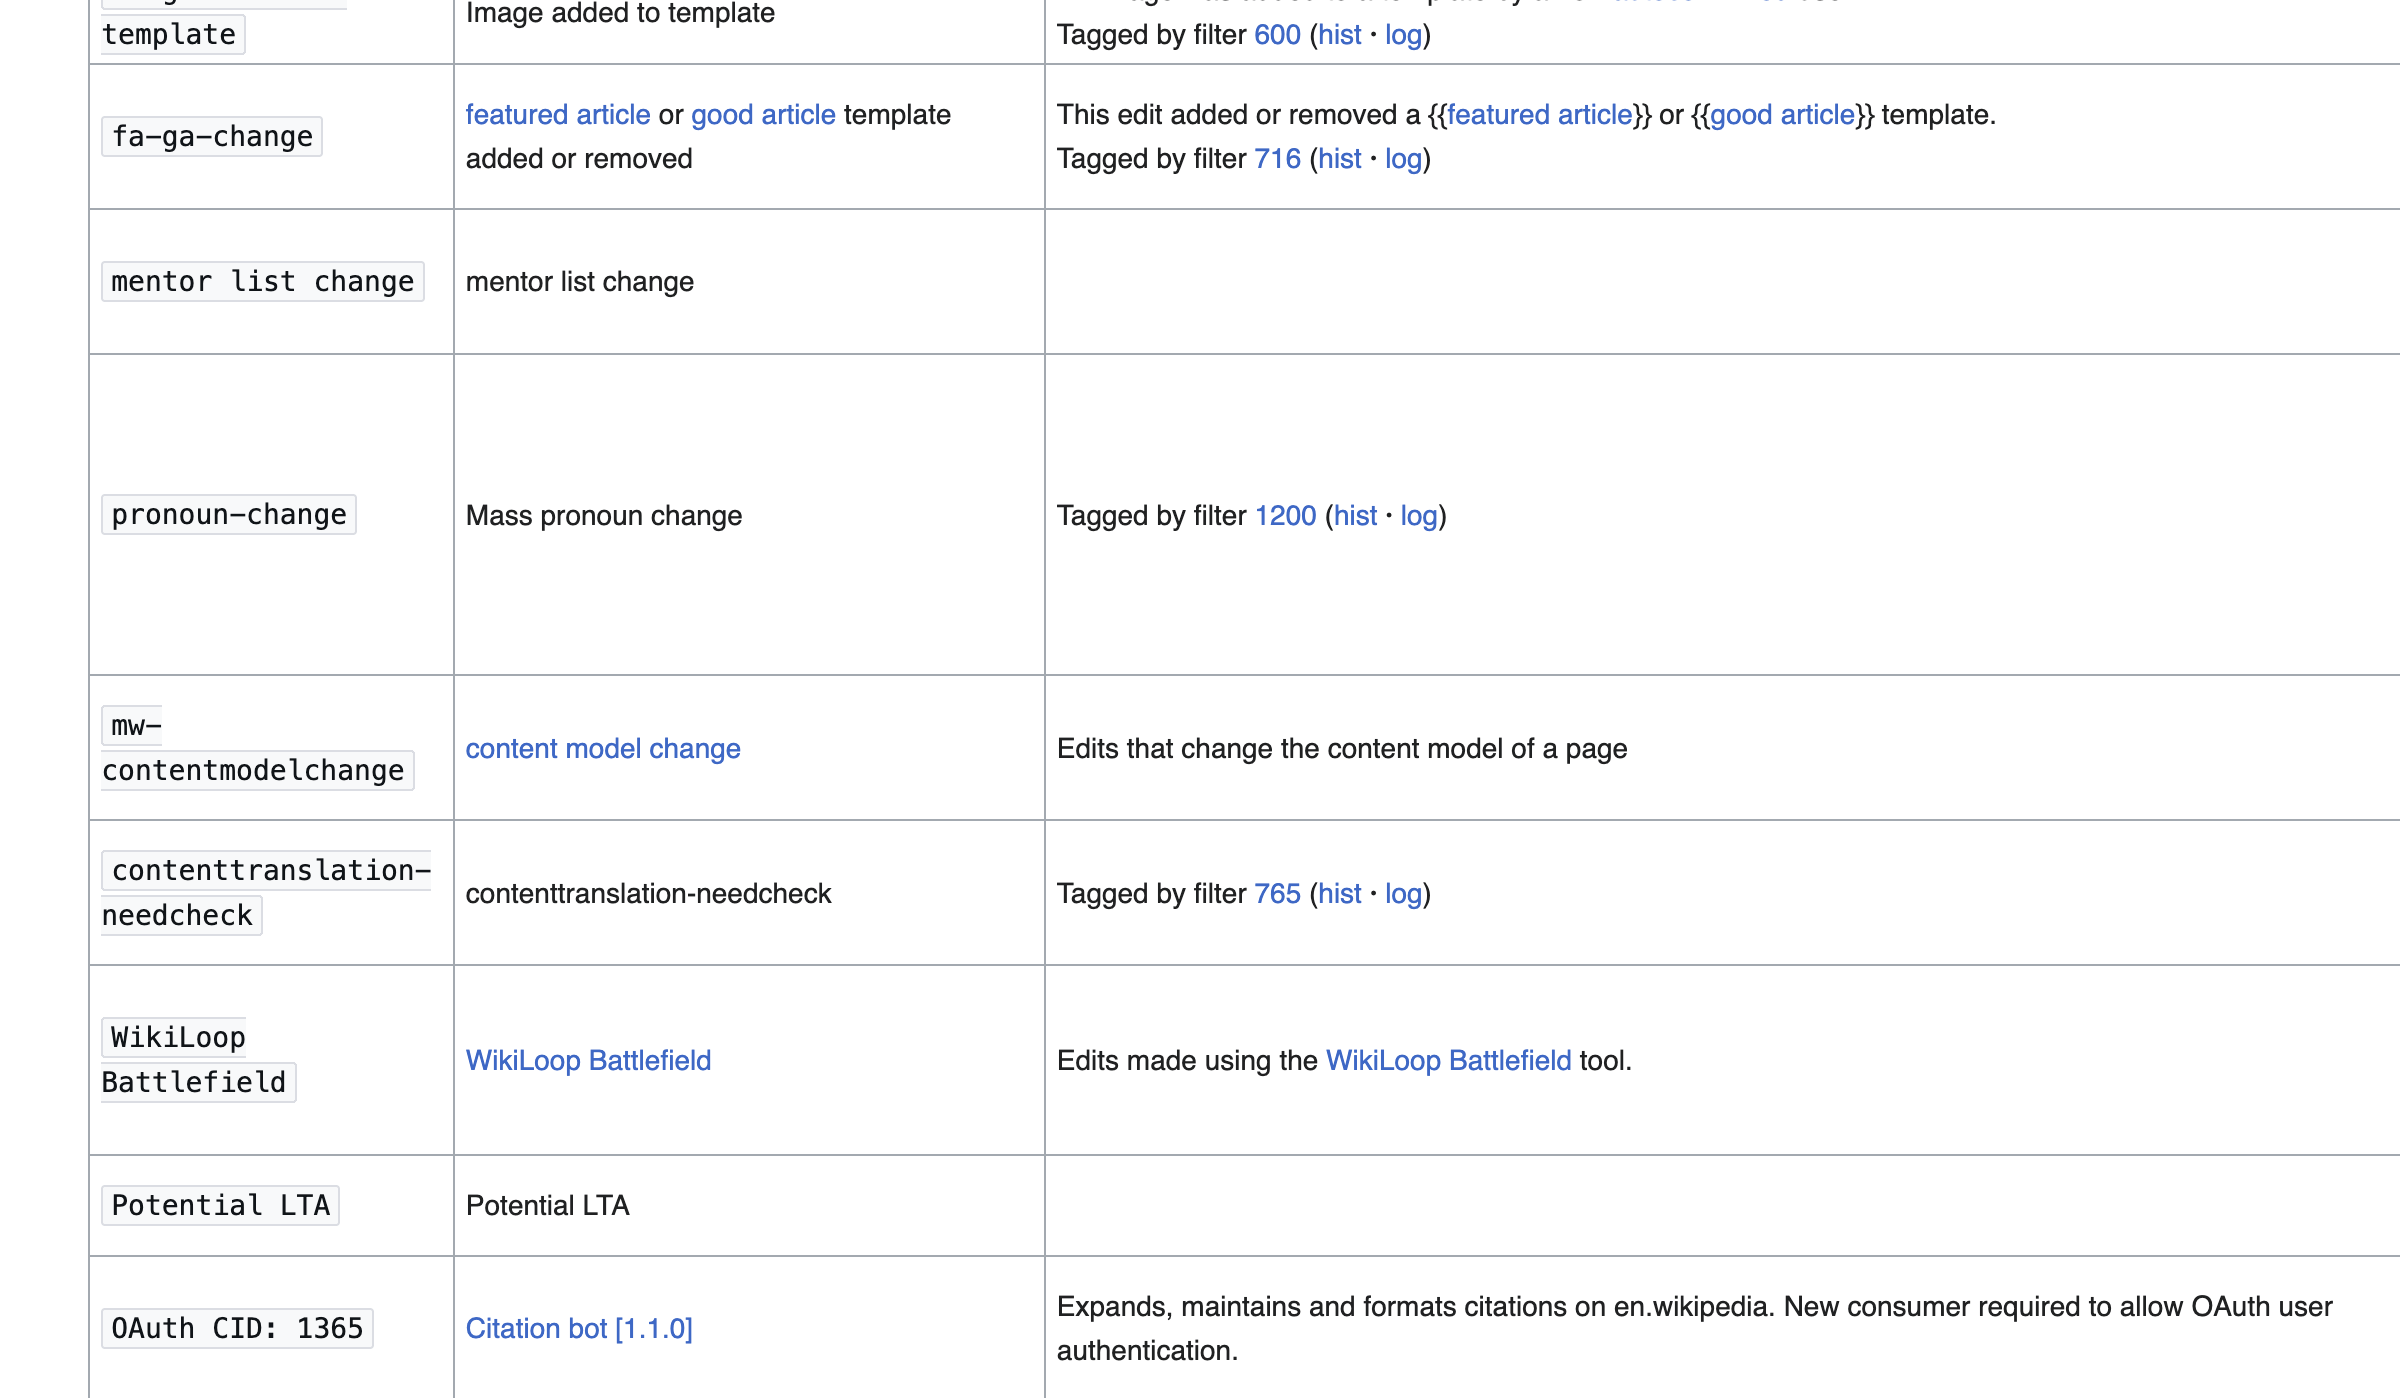 template
Image added to template
Tagged by filter 600 (hist · log)
fa-ga-change
featured article or good article template
added or removed
This edit added or removed a {{featured article}} or {{good article}} template.
Tagged by filter 716 (hist · log)
mentor list change
mentor list change
pronoun-change
Mass pronoun change
Tagged by filter 1200 (hist · log)
mw-
contentmodelchange
content model change
Edits that change the content model of a page
contenttranslation-
needcheck
contenttranslation-needcheck
Tagged by filter 765 (hist · log)
WikiLoop
Battlefield
WikiLoop Battlefield
Edits made using the WikiLoop Battlefield tool.
Potential LTA
Potential LTA
OAuth CID: 1365
Citation bot [1.1.0]
Expands, maintains and formats citations on en.wikipedia. New consumer required to allow OAuth user
authentication.